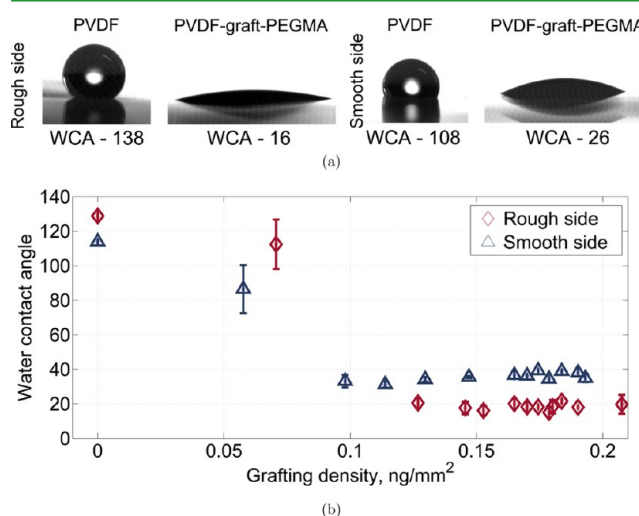 PVDF
PVDF-graft-PEGMA
PVDF
PVDF-graft-PEGMA
Rough side
Smooth side
WCA - 138
WCA - 16
WCA - 108
WCA - 26
(a)
Water contact angle
140
120
100
80
60
40
20
0
Rough side
Smooth side
0
0.05
0.1
0.15
0.2
Grafting density, ng/mm²
(b)